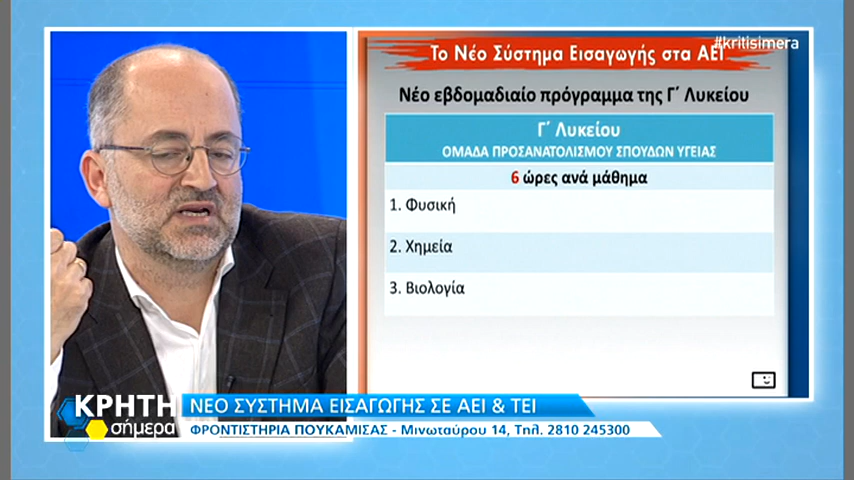 #kritisimera
Το Νέο Σύστημα Εισαγωγής στα ΑΕΙ
Νέο εβδομαδιαίο πρόγραμμα της Γ΄ Λυκείου
Γ΄ Λυκείου
ΟΜΑΔΑ ΠΡΟΣΑΝΑΤΟΛΙΣΜΟΥ ΣΠΟΥΔΩΝ ΥΓΕΙΑΣ
6 ώρες ανά μάθημα
1. Φυσική
2. Χημεία
3. Βιολογία
ΚΡΗΤΗ
σήμερα
ΝΕΟ ΣΥΣΤΗΜΑ ΕΙΣΑΓΩΓΗΣ ΣΕ ΑΕΙ & ΤΕΙ
ΦΡΟΝΤΙΣΤΗΡΙΑ ΠΟΥΚΑΜΙΣΑΣ - Μινωταύρου 14, Τηλ. 2810 245300